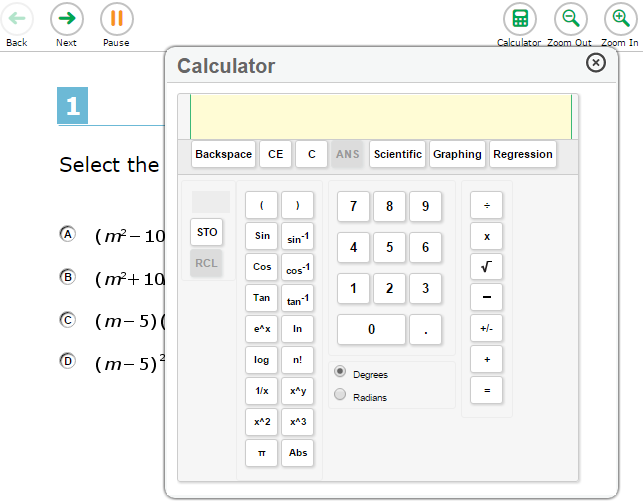 Back Next Pause Calculator Zoom Out Zoom In
Calculator
1
Select the
A (m² – 10
B (m² + 10
C (m – 5)(
D (m – 5)²
Backspace CE C ANS Scientific Graphing Regression
STO
RCL
( )
Sin sin⁻¹
Cos cos⁻¹
Tan tan⁻¹
e^x ln
log n!
1/x x^y
x^2 x^3
π Abs
7 8 9
4 5 6
1 2 3
0 .
Degrees
Radians
÷
x
√
−
+/-
+
=